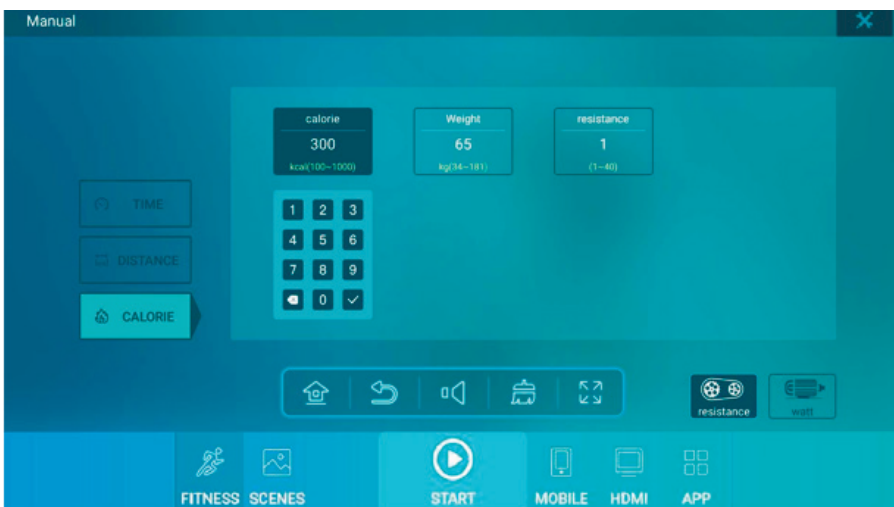 Manual
calorie
300
kcal(100~1000)
Weight
65
kg(34~181)
resistance
1
(1~40)
TIME
DISTANCE
CALORIE
1 2 3
4 5 6
7 8 9
0
resistance
watt
FITNESS
SCENES
START
MOBILE
HDMI
APP